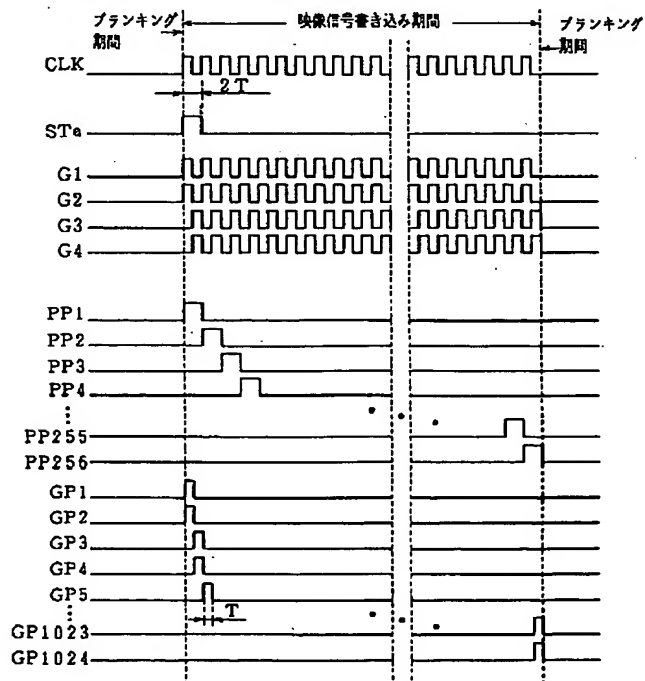 ブランキング期間
映像信号書き込み期間
ブランキング期間
CLK
2T
STa
G1
G2
G3
G4
PP1
PP2
PP3
PP4
PP255
PP256
GP1
GP2
GP3
GP4
GP5
T
GP1023
GP1024